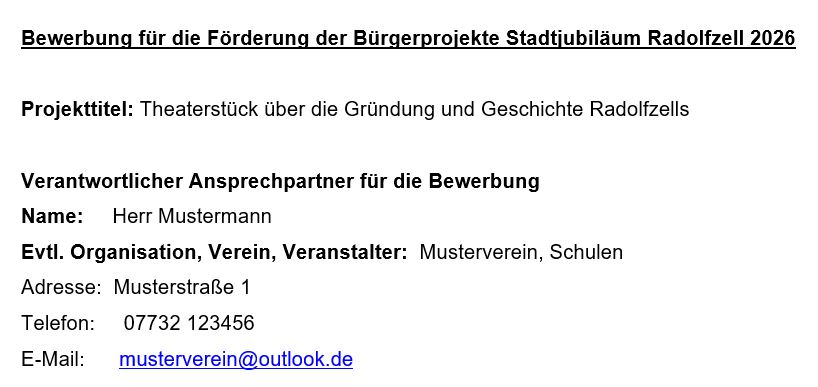 Bewerbung für die Förderung der Bürgerprojekte Stadtjubiläum Radolfzell 2026
Projekttitel: Theaterstück über die Gründung und Geschichte Radolfzells
Verantwortlicher Ansprechpartner für die Bewerbung
Name: Herr Mustermann
Evtl. Organisation, Verein, Veranstalter: Musterverein, Schulen
Adresse: Musterstraße 1
Telefon: 07732 123456
E-Mail: musterverein@outlook.de